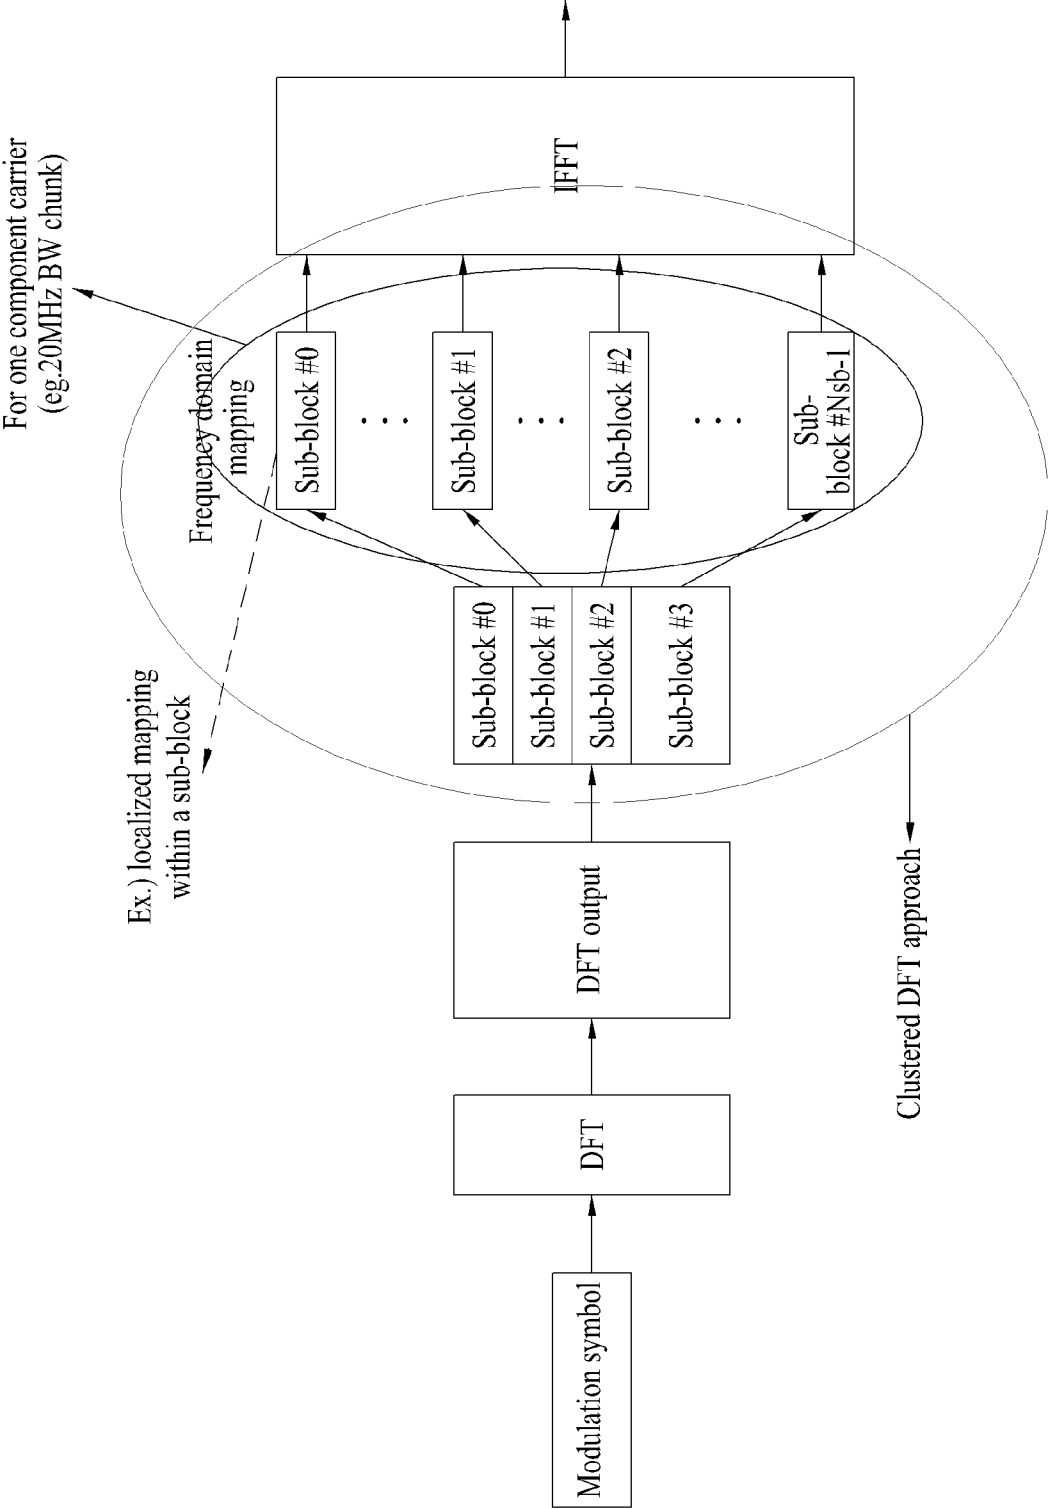 Modulation symbol
DFT
DFT output
Sub-block #0
Sub-block #1
Sub-block #2
Sub-block #3
Ex.) localized mapping
within a sub-block
Frequency domain
mapping
Sub-block #0
Sub-block #1
Sub-block #2
Sub-
block #Nsb-1
For one component carrier
(eg.20MHz BW chunk)
IFFT
Clustered DFT approach